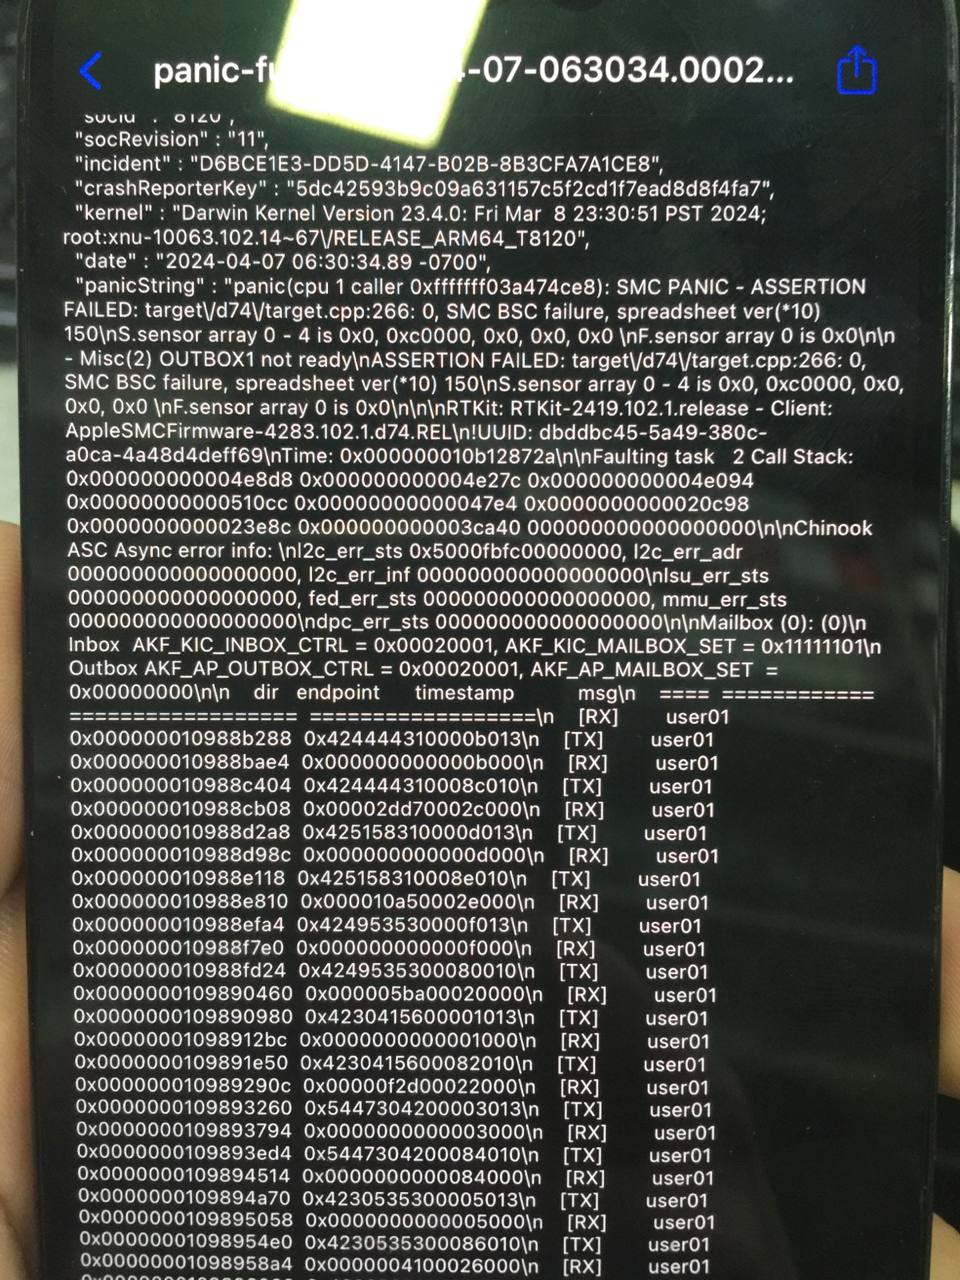 panic-fu -07-063034.0002...
"socId" : "8120",
"socRevision" : "11",
"incident" : "D6BCE1E3-DD5D-4147-B02B-8B3CFA7A1CE8",
"crashReporterKey" : "5dc42593b9c09a631157c5f2cd1f7ead8d8f4fa7",
"kernel" : "Darwin Kernel Version 23.4.0: Fri Mar  8 23:30:51 PST 2024;
root:xnu-10063.102.14~67\/RELEASE_ARM64_T8120",
"date" : "2024-04-07 06:30:34.89 -0700",
"panicString" : "panic(cpu 1 caller 0xfffffff03a474ce8): SMC PANIC - ASSERTION
FAILED: target\/d74\/target.cpp:266: 0, SMC BSC failure, spreadsheet ver(*10)
150\nS.sensor array 0 - 4 is 0x0, 0xc0000, 0x0, 0x0, 0x0 \nF.sensor array 0 is 0x0\n\n
- Misc(2) OUTBOX1 not ready\nASSERTION FAILED: target\/d74\/target.cpp:266: 0,
SMC BSC failure, spreadsheet ver(*10) 150\nS.sensor array 0 - 4 is 0x0, 0xc0000, 0x0,
0x0, 0x0 \nF.sensor array 0 is 0x0\n\n\nRTKit: RTKit-2419.102.1.release - Client:
AppleSMCFirmware-4283.102.1.d74.REL\n!UUID: dbddbc45-5a49-380c-
a0ca-4a48d4deff69\nTime: 0x000000010b12872a\n\nFaulting task   2 Call Stack:
0x000000000004e8d8 0x000000000004e27c 0x000000000004e094
0x00000000000510cc 0x00000000000047e4 0x0000000000020c98
0x0000000000023e8c 0x000000000003ca40 0000000000000000000\n\nChinook
ASC Async error info: \nI2c_err_sts 0x5000fbfc00000000, I2c_err_adr
0000000000000000000, I2c_err_inf 0000000000000000000\nlsu_err_sts
0000000000000000000, fed_err_sts 0000000000000000000, mmu_err_sts
0000000000000000000\ndpc_err_sts 0000000000000000000\n\nMailbox (0): (0)\n
Inbox  AKF_KIC_INBOX_CTRL = 0x00020001, AKF_KIC_MAILBOX_SET = 0x11111101\n
Outbox AKF_AP_OUTBOX_CTRL = 0x00020001, AKF_AP_MAILBOX_SET  =
0x00000000\n\n    dir   endpoint      timestamp            msg\n   ==== ============
================== ==================\n    [RX]       user01
0x000000010988b288  0x424444310000b013\n    [TX]       user01
0x000000010988bae4  0x000000000000b000\n    [RX]       user01
0x000000010988c404  0x424444310008c010\n    [TX]       user01
0x000000010988cb08  0x00002dd70002c000\n    [RX]       user01
0x000000010988d2a8  0x425158310000d013\n    [TX]       user01
0x000000010988d98c  0x000000000000d000\n    [RX]       user01
0x000000010988e118  0x425158310008e010\n    [TX]       user01
0x000000010988e810  0x000010a50002e000\n    [RX]       user01
0x000000010988efa4  0x424953530000f013\n    [TX]       user01
0x000000010988f7e0  0x000000000000f000\n    [RX]       user01
0x000000010988fd24  0x4249535300080010\n    [TX]       user01
0x0000000109890460  0x000005ba00020000\n    [RX]       user01
0x0000000109890980  0x4230415600001013\n    [TX]       user01
0x00000001098912bc  0x0000000000001000\n    [RX]       user01
0x0000000109891e50  0x4230415600082010\n    [TX]       user01
0x000000010989290c  0x00000f2d00022000\n    [RX]       user01
0x0000000109893260  0x5447304200003013\n    [TX]       user01
0x0000000109893794  0x0000000000003000\n    [RX]       user01
0x0000000109893ed4  0x5447304200084010\n    [TX]       user01
0x0000000109894514  0x0000000000084000\n    [RX]       user01
0x0000000109894a70  0x4230535300005013\n    [TX]       user01
0x0000000109895058  0x0000000000005000\n    [RX]       user01
0x00000001098954e0  0x4230535300086010\n    [TX]       user01
0x00000001098958a4  0x0000004100026000\n    [RX]       user01